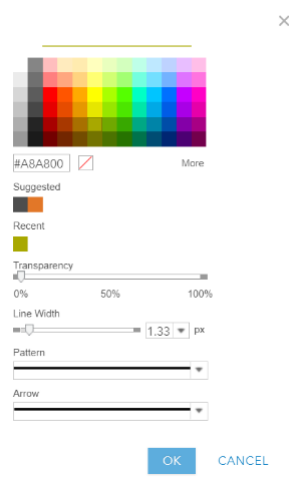 #A8A800 More
Suggested
Recent
Transparency
0% 50% 100%
Line Width
1.33 px
Pattern
Arrow
OK CANCEL